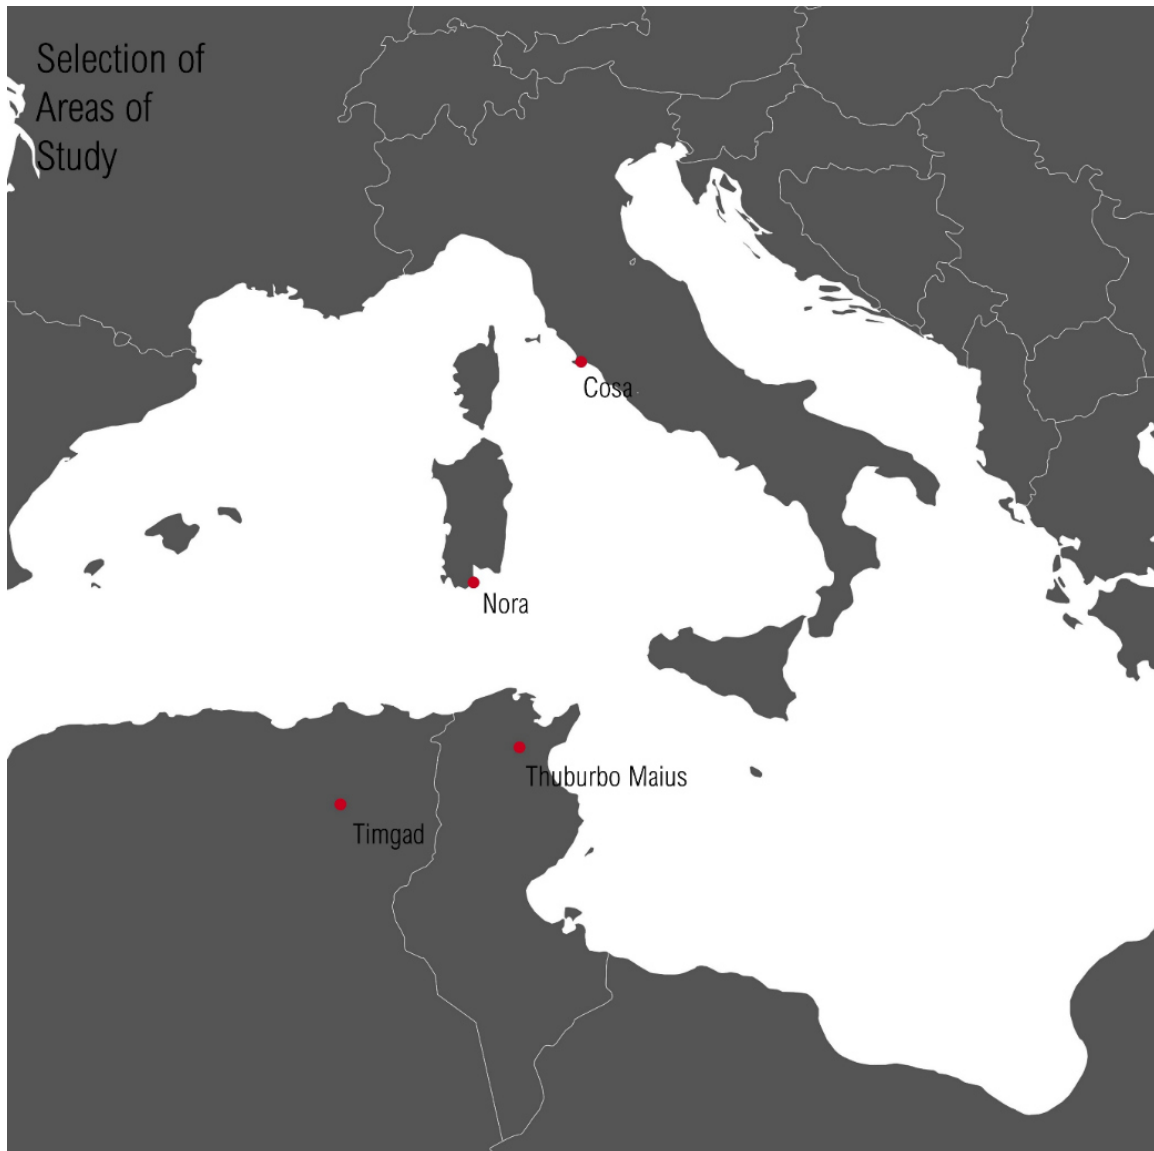 Selection of
Areas of
Study
Cosa
Nora
Thuburbo Maius
Timgad